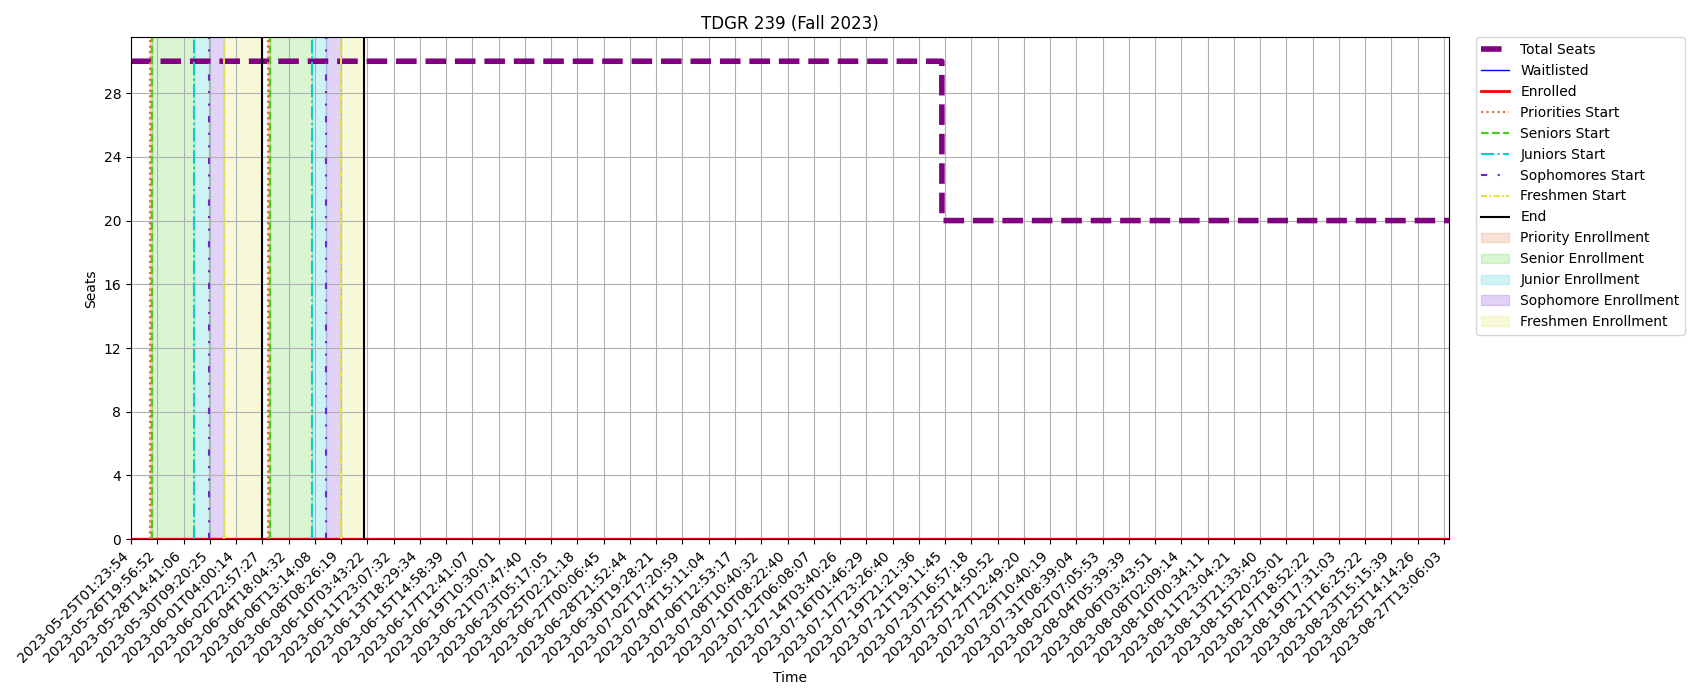 TDGR 239 (Fall 2023)
Seats
28
24
20
16
12
8
4
0
2023-05-25T01:23:54
2023-05-26T19:56:52
2023-05-28T14:41:06
2023-05-30T09:20:25
2023-06-01T04:00:14
2023-06-02T22:57:27
2023-06-04T18:04:32
2023-06-06T13:14:08
2023-06-08T08:26:19
2023-06-10T03:43:22
2023-06-11T23:07:32
2023-06-13T18:29:34
2023-06-15T14:58:39
2023-06-17T12:41:07
2023-06-19T10:30:01
2023-06-21T07:47:40
2023-06-23T05:17:05
2023-06-25T02:21:18
2023-06-27T00:06:45
2023-06-28T21:52:44
2023-06-30T19:28:21
2023-07-02T17:20:59
2023-07-04T15:11:04
2023-07-06T12:53:17
2023-07-08T10:40:32
2023-07-10T08:22:40
2023-07-12T06:08:07
2023-07-14T03:40:26
2023-07-16T01:46:29
2023-07-17T23:26:40
2023-07-19T21:21:36
2023-07-21T19:11:45
2023-07-23T16:57:18
2023-07-25T14:50:52
2023-07-27T12:49:20
2023-07-29T10:40:19
2023-07-31T08:39:04
2023-08-02T07:05:53
2023-08-04T05:39:39
2023-08-06T03:43:51
2023-08-08T02:09:14
2023-08-10T00:34:11
2023-08-11T23:04:21
2023-08-13T21:33:40
2023-08-15T20:25:01
2023-08-17T18:52:22
2023-08-19T17:31:03
2023-08-21T16:25:22
2023-08-23T15:15:39
2023-08-25T14:14:26
2023-08-27T13:06:03
Time
Total Seats
Waitlisted
Enrolled
Priorities Start
Seniors Start
Juniors Start
Sophomores Start
Freshmen Start
End
Priority Enrollment
Senior Enrollment
Junior Enrollment
Sophomore Enrollment
Freshmen Enrollment